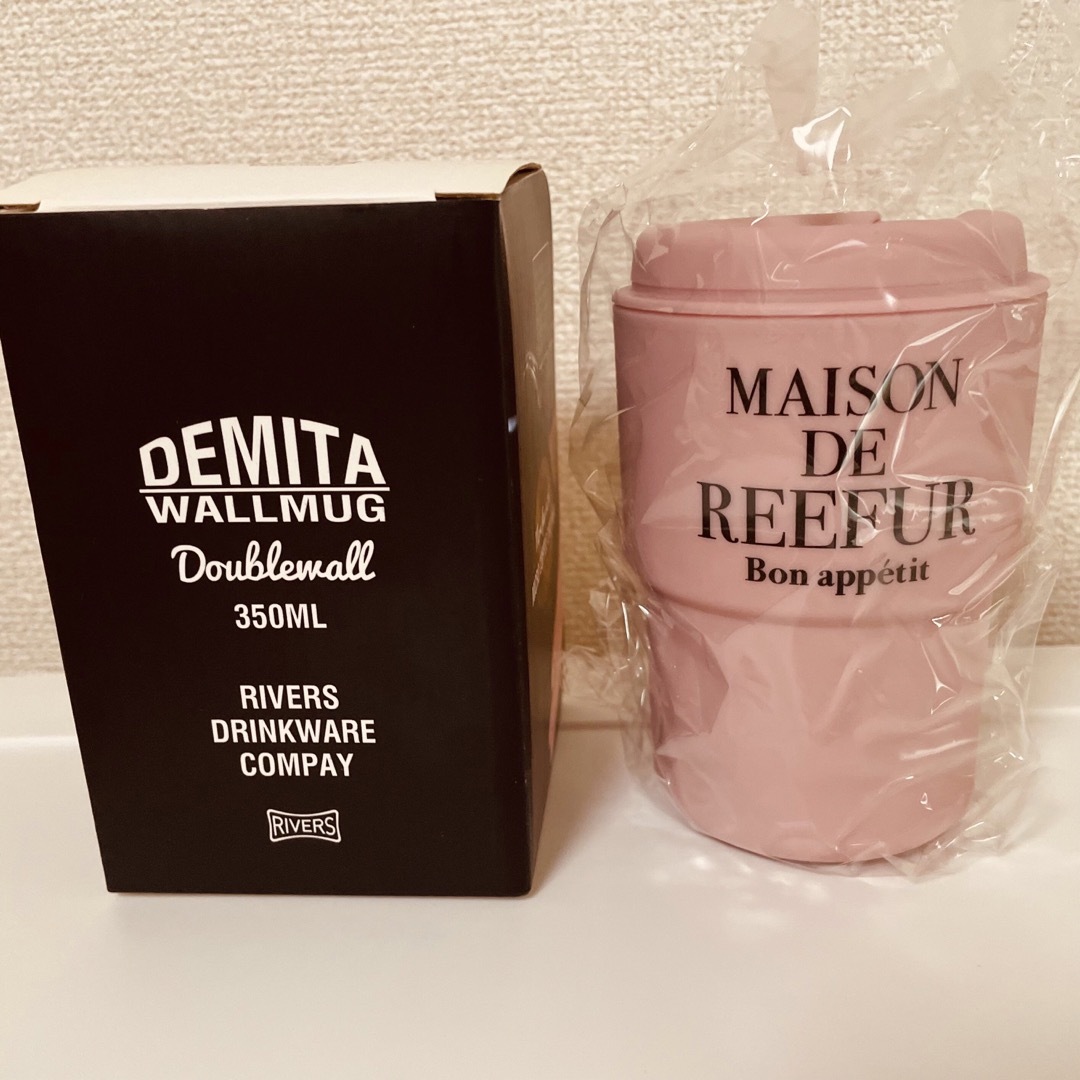 DEMITA
WALLMUG
Doublewall
350ML
RIVERS
DRINKWARE
COMPAY
RIVERS
MAISON
DE
REEFUR
Bon appétit